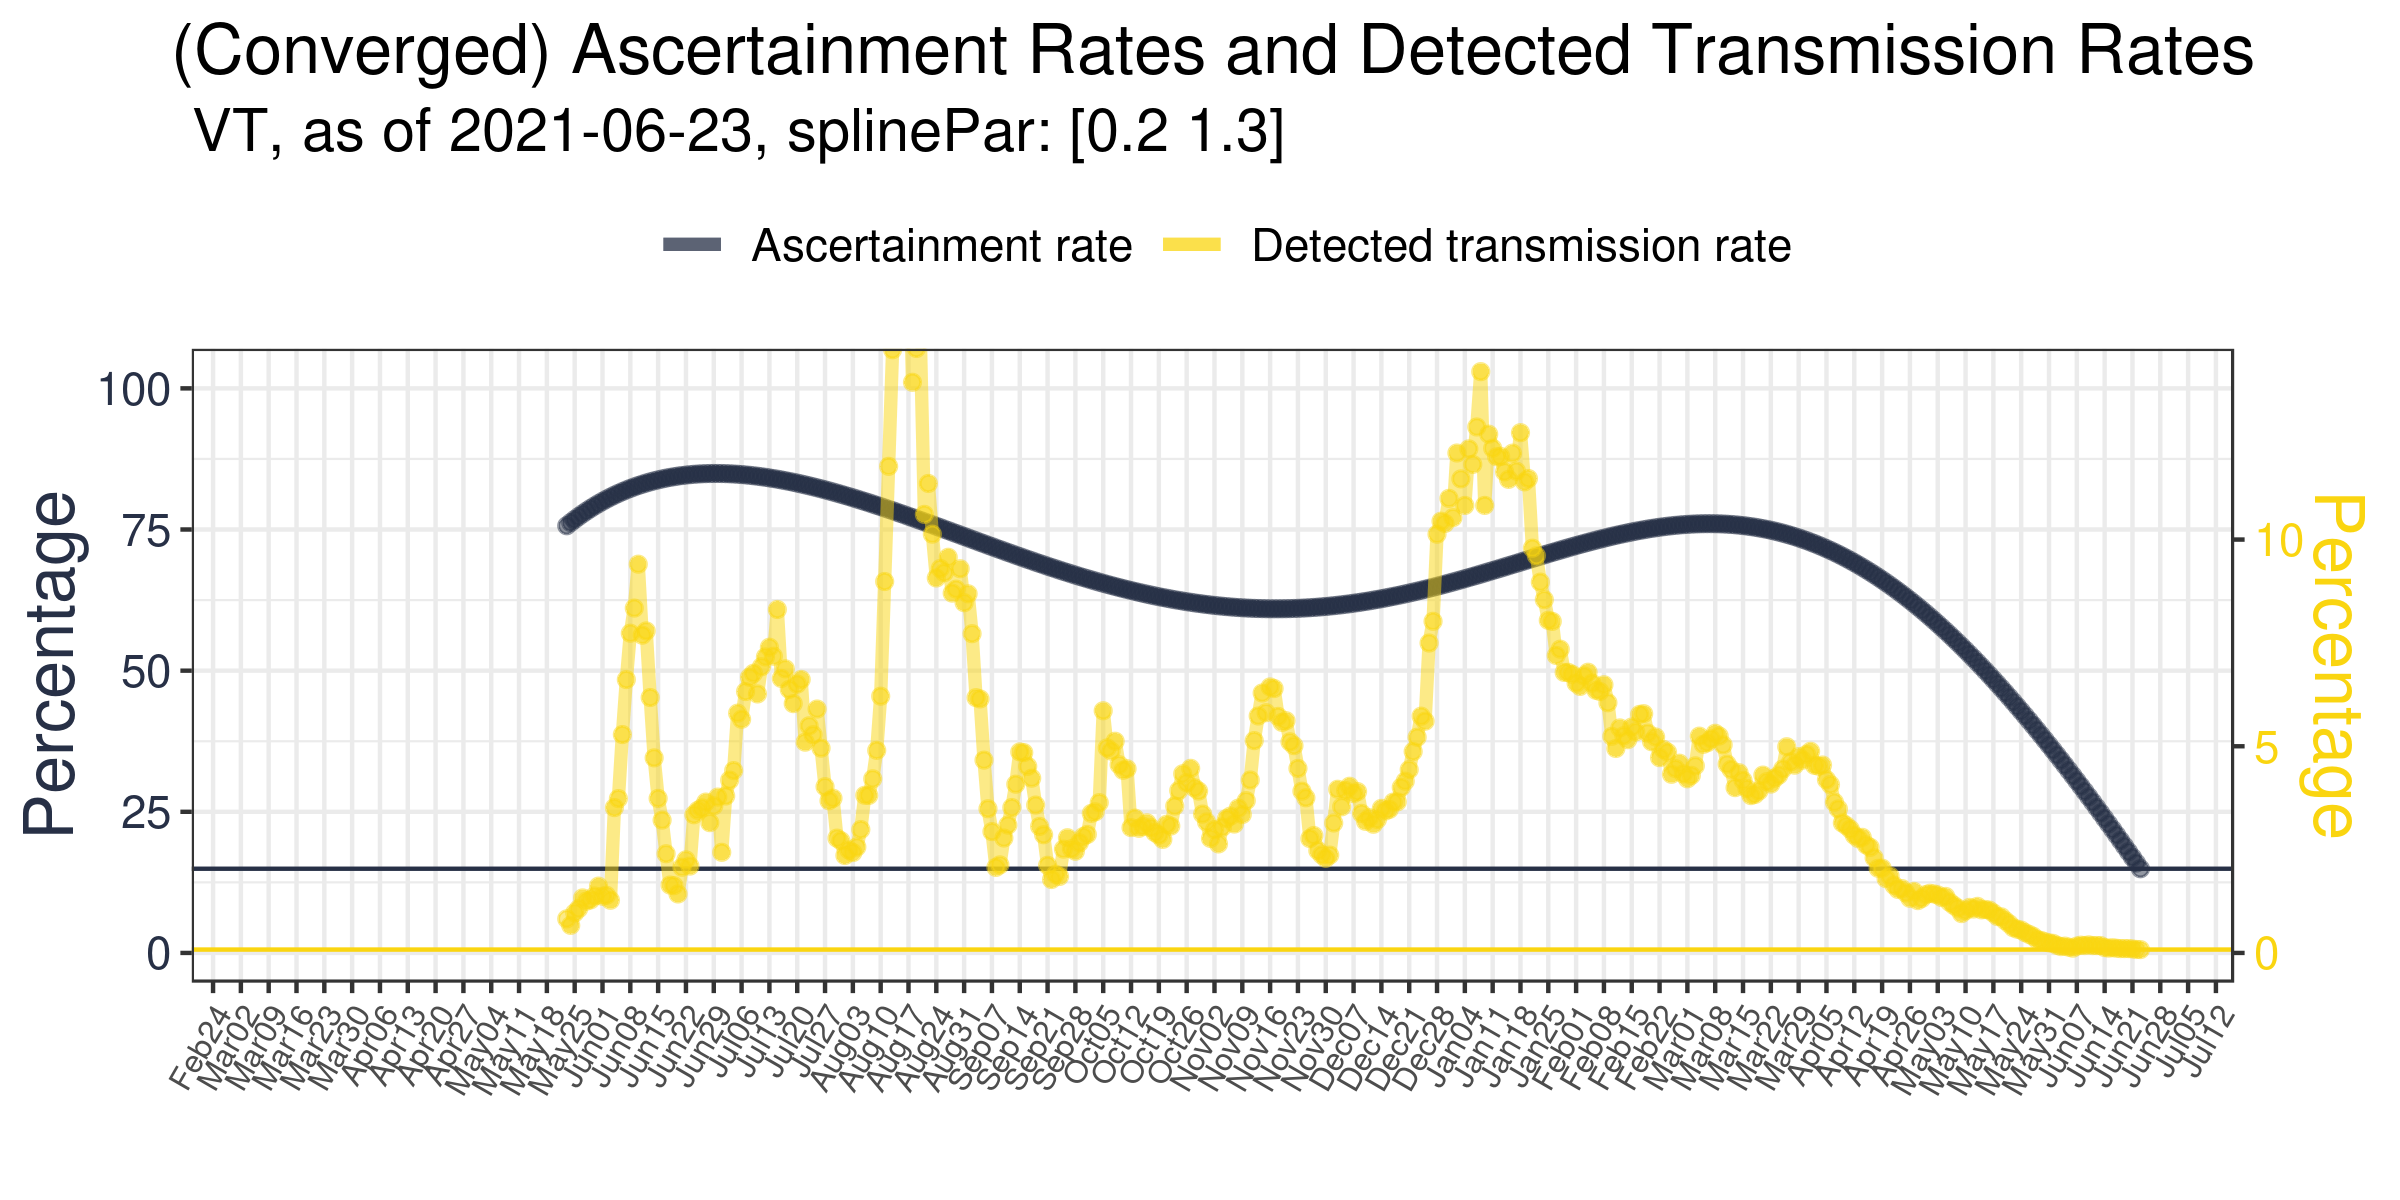 (Converged) Ascertainment Rates and Detected Transmission Rates
VT, as of 2021-06-23, splinePar: [0.2 1.3]
Ascertainment rate
Detected transmission rate
Percentage
100
75
50
25
0
10
5
0
Percentage
Feb24
Mar02
Mar09
Mar16
Mar23
Mar30
Apr06
Apr13
Apr20
Apr27
May04
May11
May18
May25
Jun01
Jun08
Jun15
Jun22
Jun29
Jul06
Jul13
Jul20
Jul27
Aug03
Aug10
Aug17
Aug24
Aug31
Sep07
Sep14
Sep21
Sep28
Oct05
Oct12
Oct19
Oct26
Nov02
Nov09
Nov16
Nov23
Nov30
Dec07
Dec14
Dec21
Dec28
Jan04
Jan11
Jan18
Jan25
Feb01
Feb08
Feb15
Feb22
Mar01
Mar08
Mar15
Mar22
Mar29
Apr05
Apr12
Apr19
Apr26
May03
May10
May17
May24
May31
Jun07
Jun14
Jun21
Jun28
Jul05
Jul12